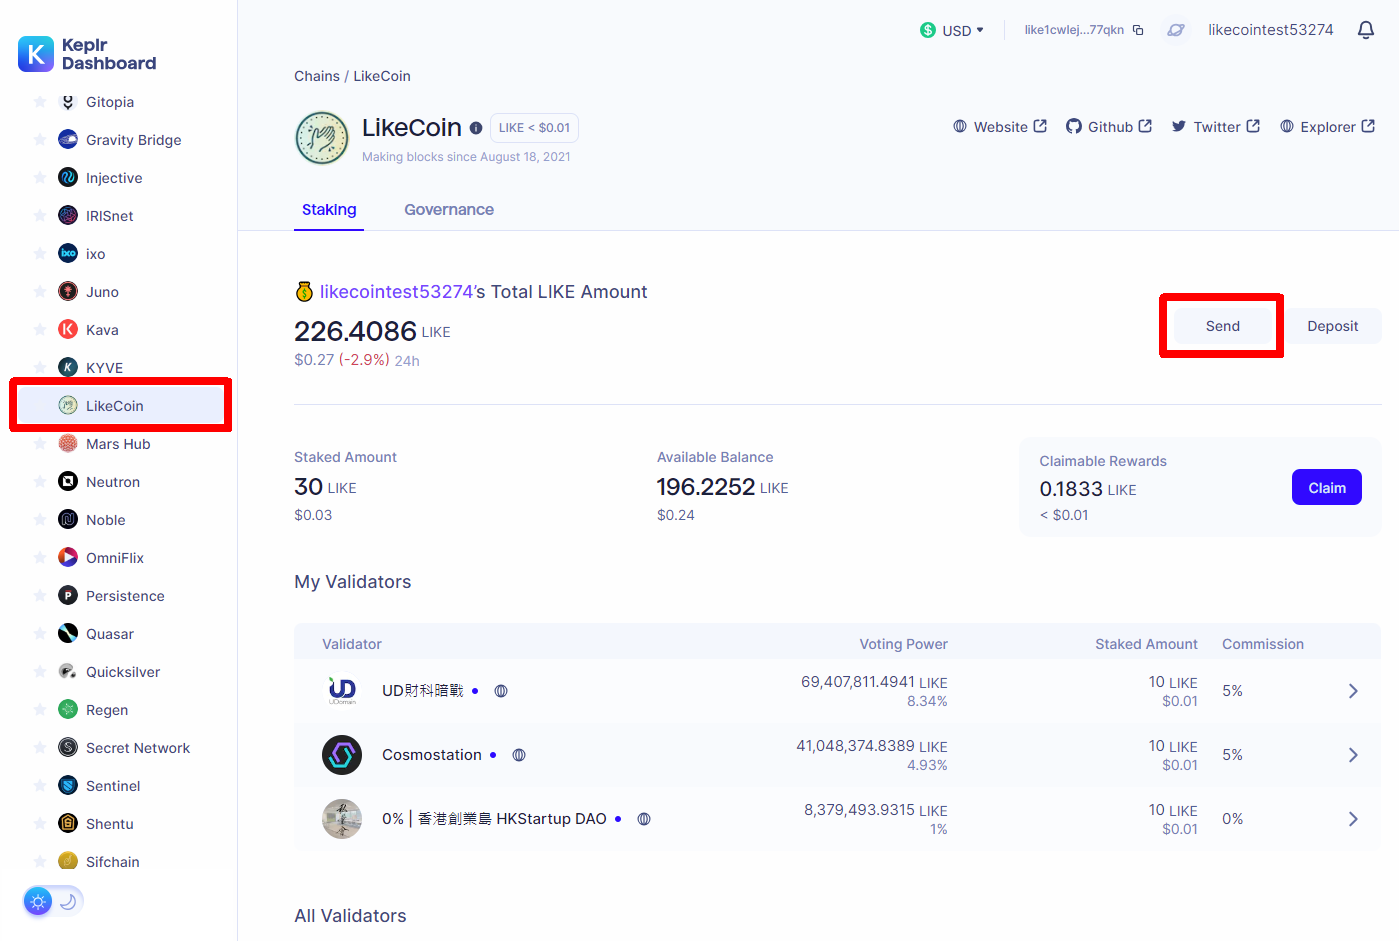 Keplr
Dashboard
Gitopia
Gravity Bridge
Injective
IRISnet
ixo
Juno
Kava
KYVE
LikeCoin
Mars Hub
Neutron
Noble
OmniFlix
Persistence
Quasar
Quicksilver
Regen
Secret Network
Sentinel
Shentu
Sifchain
USD like1cwlej...77qkn likecointest53274
Chains / LikeCoin
LikeCoin LIKE < $0.01
Making blocks since August 18, 2021
Website Github Twitter Explorer
Staking Governance
likecointest53274's Total LIKE Amount
226.4086 LIKE
$0.27 (-2.9%) 24h
Send Deposit
Staked Amount
30 LIKE
$0.03
Available Balance
196.2252 LIKE
$0.24
Claimable Rewards
0.1833 LIKE
< $0.01
Claim
My Validators
Validator Voting Power Staked Amount Commission
UD UDomain
UD財科暗戰 69,407,811.4941 LIKE 10 LIKE 5%
8.34% $0.01
Cosmostation 41,048,374.8389 LIKE 10 LIKE 5%
4.93% $0.01
0% | 香港創業島 HKStartup DAO 8,379,493.9315 LIKE 10 LIKE 0%
1% $0.01
All Validators